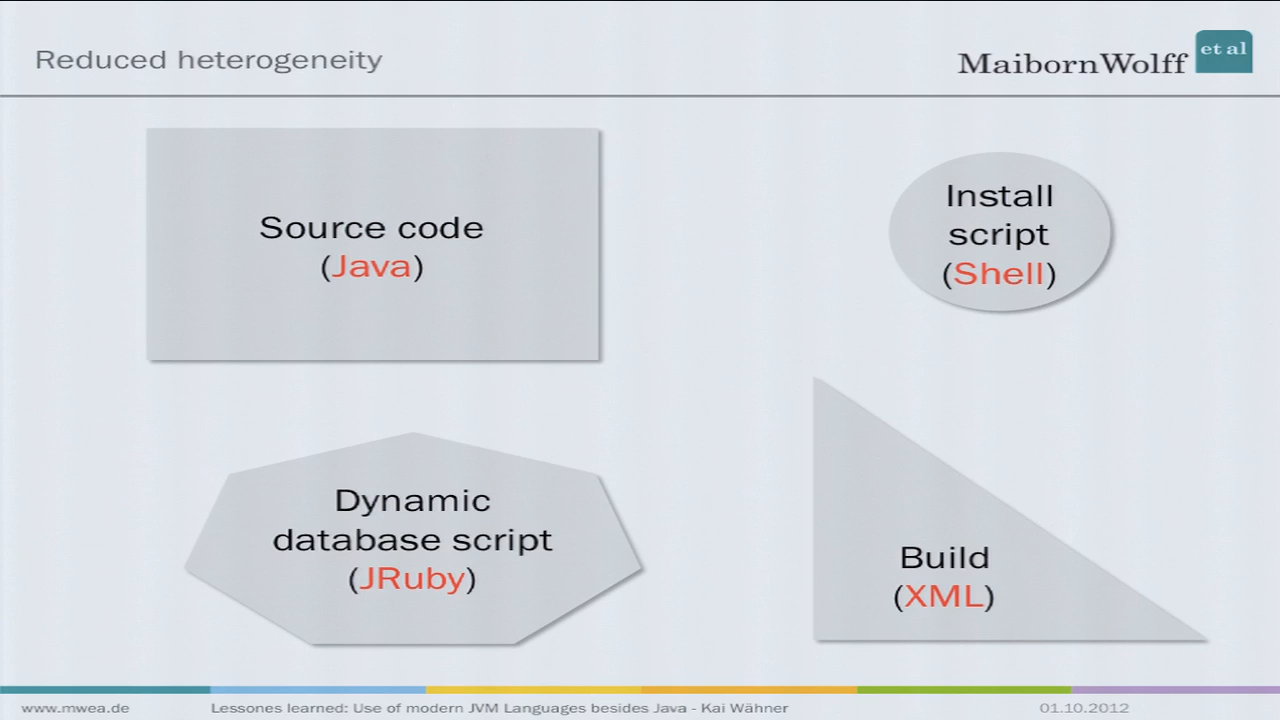 Reduced heterogeneity
MaibornWolff et al
Source code
(Java)
Install
script
(Shell)
Dynamic
database script
(JRuby)
Build
(XML)
www.mwea.de
Lessones learned: Use of modern JVM Languages besides Java - Kai Wähner
01.10.2012